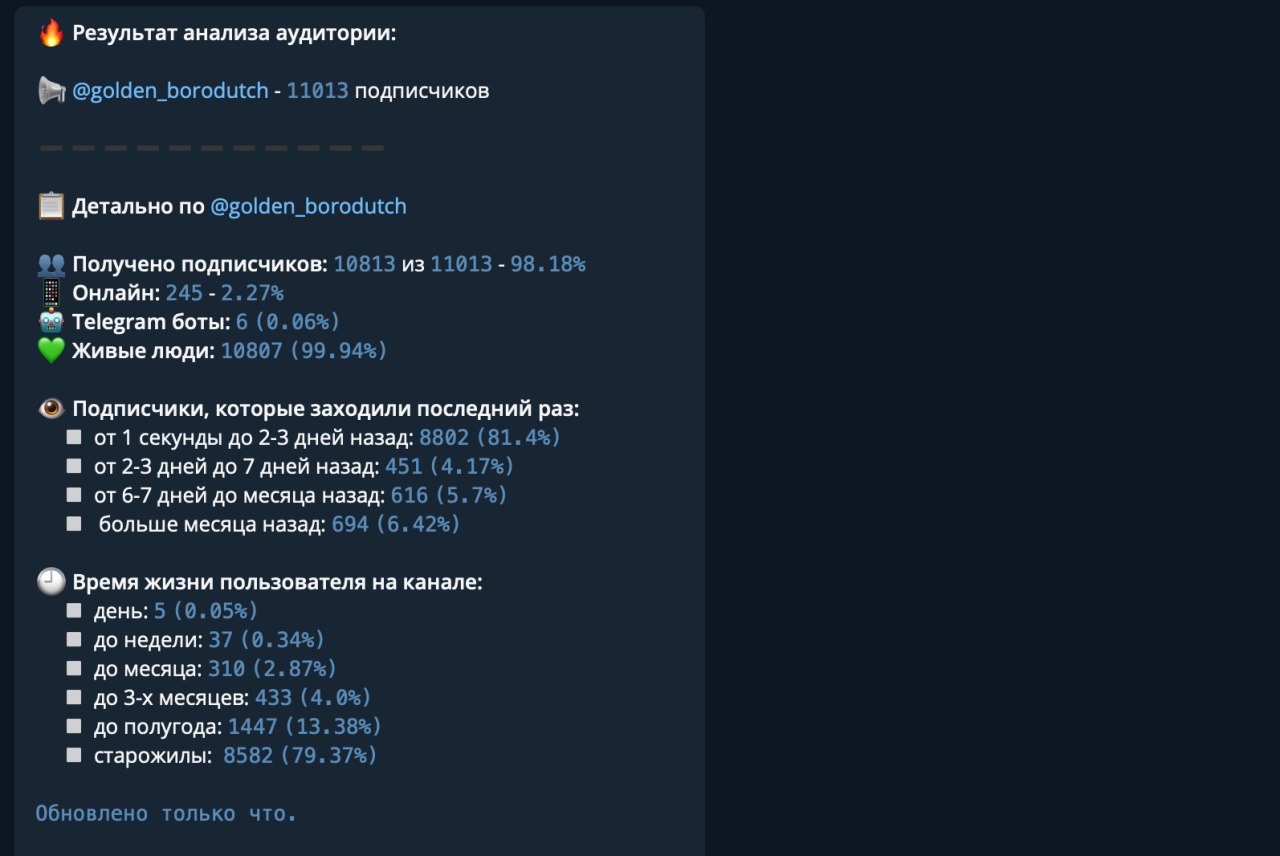 Результат анализа аудитории:
@golden_borodutch - 11013 подписчиков
Детально по @golden_borodutch
Получено подписчиков: 10813 из 11013 - 98.18%
Онлайн: 245 - 2.27%
Telegram боты: 6 (0.06%)
Живые люди: 10807 (99.94%)
Подписчики, которые заходили последний раз:
от 1 секунды до 2-3 дней назад: 8802 (81.4%)
от 2-3 дней до 7 дней назад: 451 (4.17%)
от 6-7 дней до месяца назад: 616 (5.7%)
больше месяца назад: 694 (6.42%)
Время жизни пользователя на канале:
день: 5 (0.05%)
до недели: 37 (0.34%)
до месяца: 310 (2.87%)
до 3-х месяцев: 433 (4.0%)
до полугода: 1447 (13.38%)
старожилы: 8582 (79.37%)
Обновлено только что.